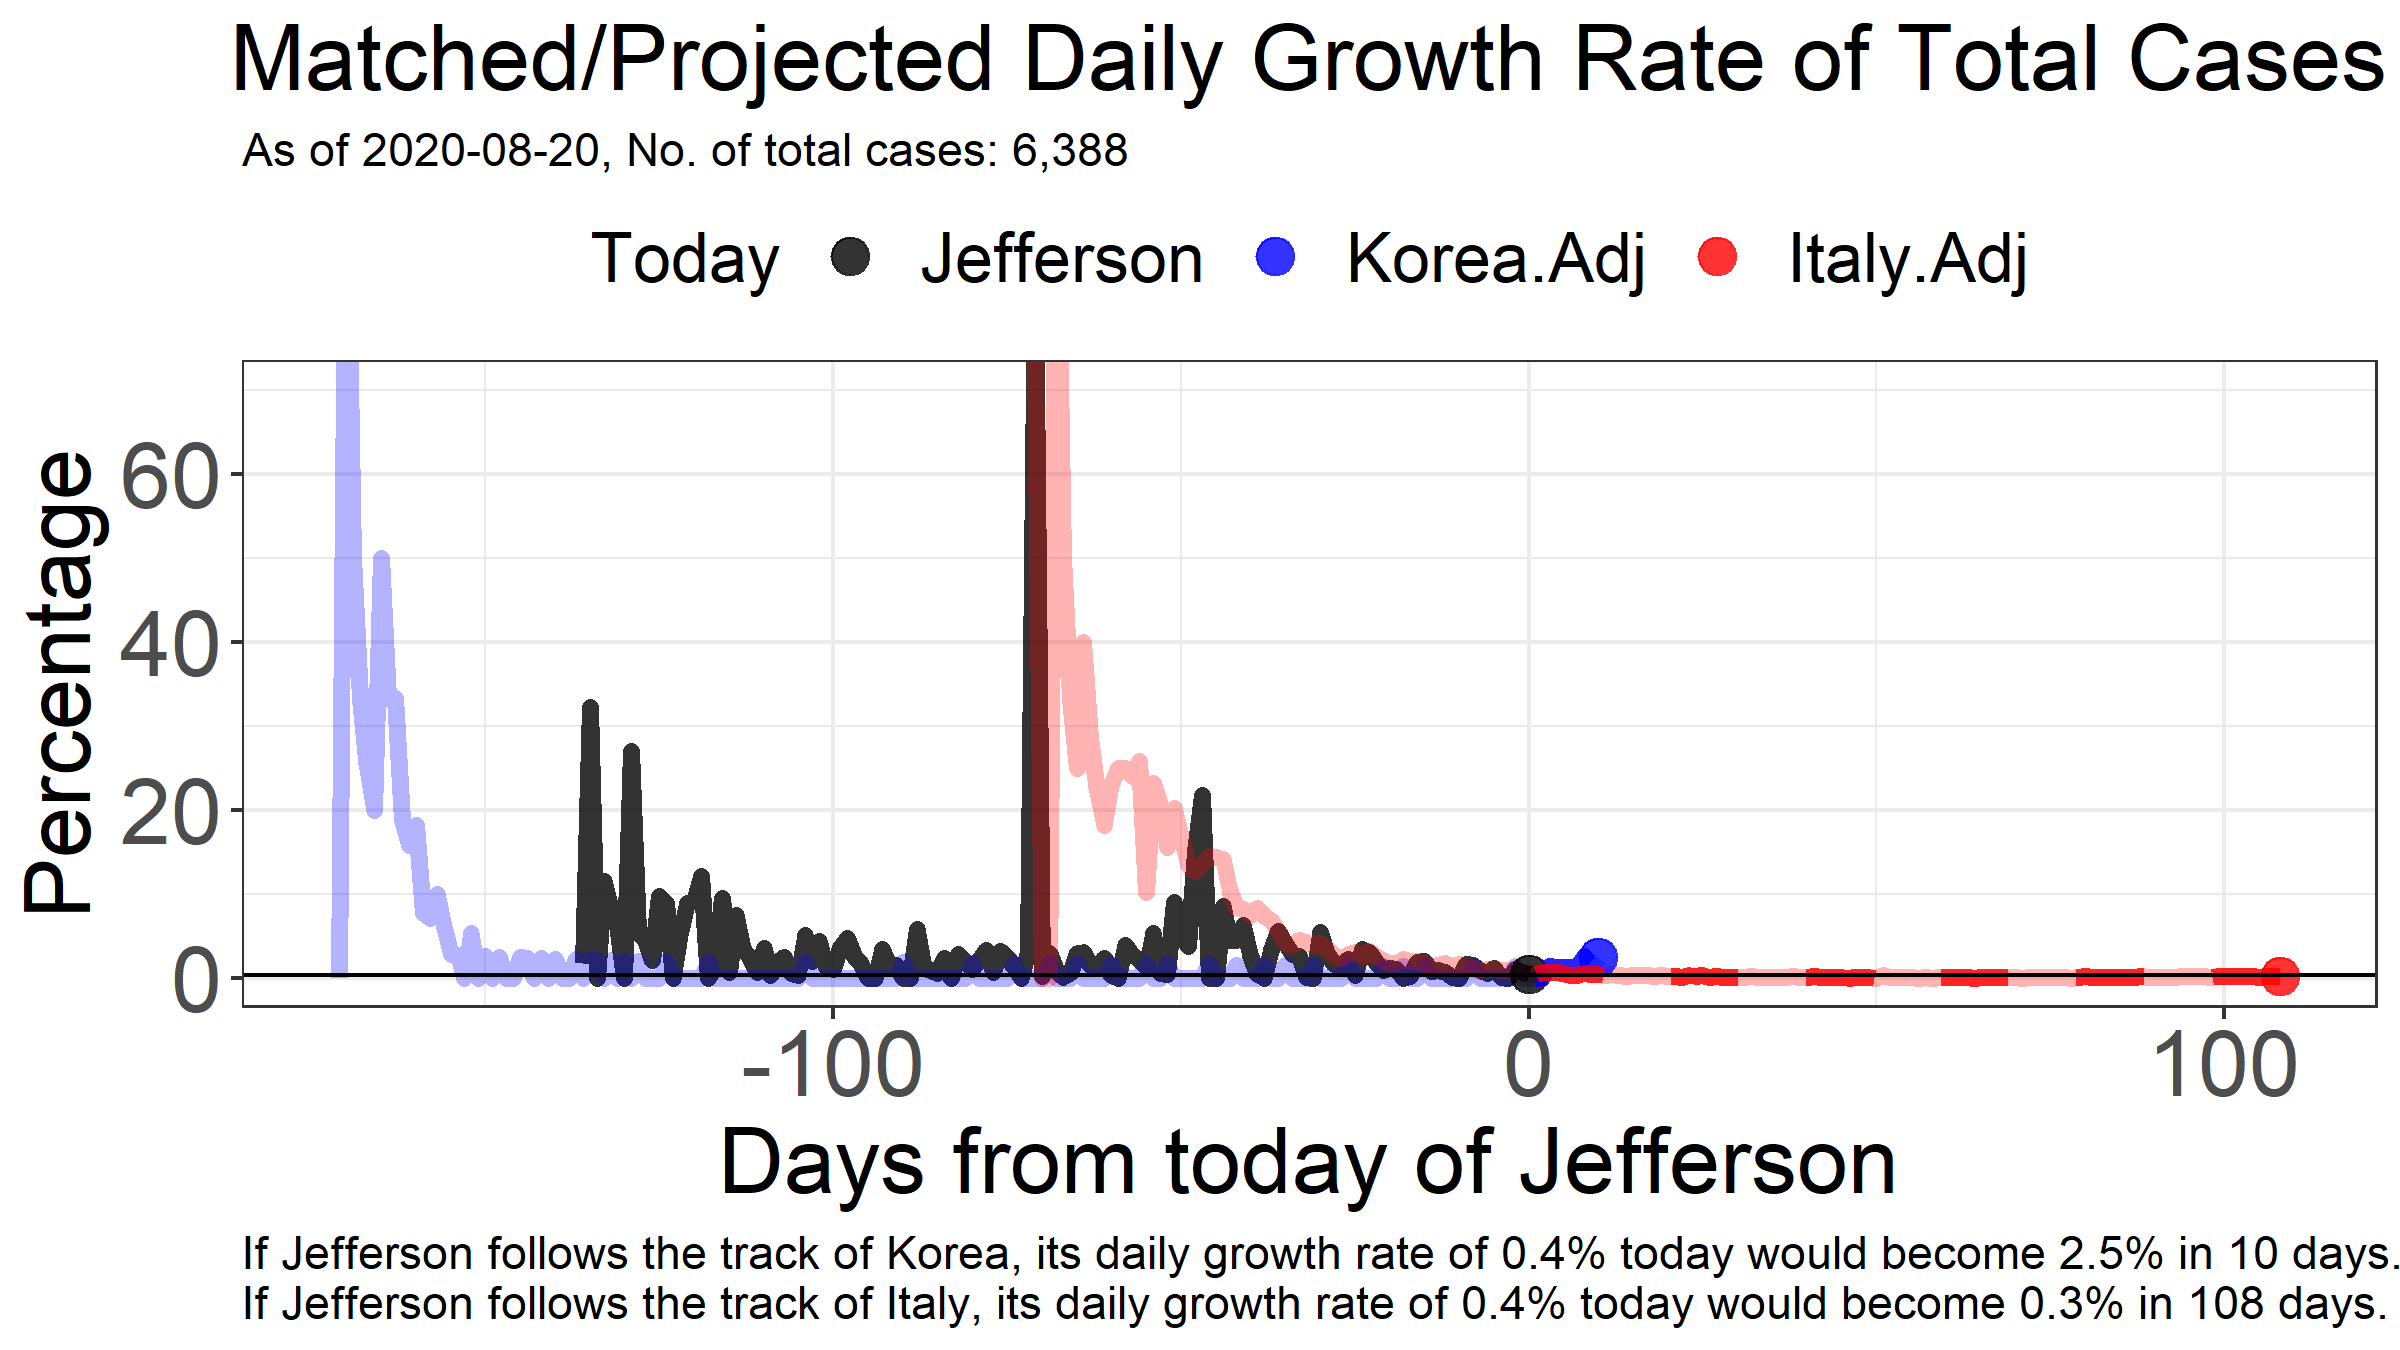 Matched/Projected Daily Growth Rate of Total Cases
As of 2020-08-20, No. of total cases: 6,388
Today Jefferson Korea.Adj Italy.Adj
Percentage
60
40
20
0
-100 0 100
Days from today of Jefferson
If Jefferson follows the track of Korea, its daily growth rate of 0.4% today would become 2.5% in 10 days.
If Jefferson follows the track of Italy, its daily growth rate of 0.4% today would become 0.3% in 108 days.